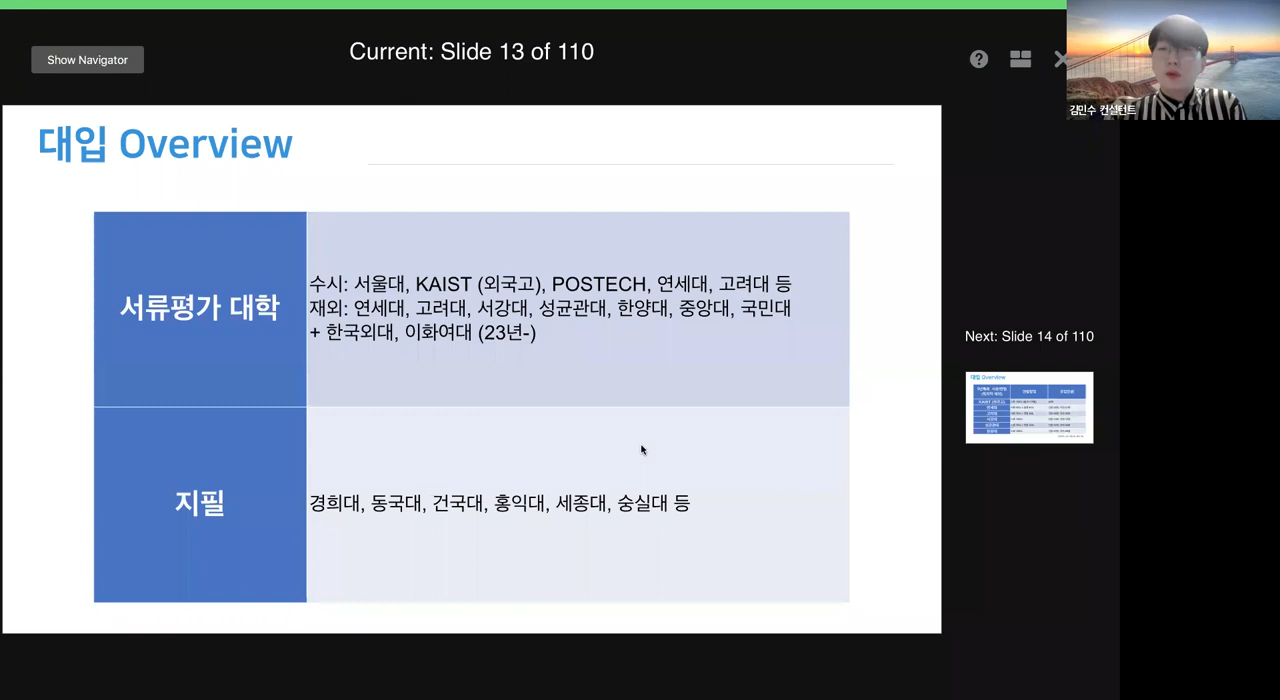 Show Navigator
Current: Slide 13 of 110
김민수 컨설턴트
대입 Overview
서류평가 대학
수시: 서울대, KAIST (외국고), POSTECH, 연세대, 고려대 등
재외: 연세대, 고려대, 서강대, 성균관대, 한양대, 중앙대, 국민대
+ 한국외대, 이화여대 (23년-)
지필
경희대, 동국대, 건국대, 홍익대, 세종대, 숭실대 등
Next: Slide 14 of 110
대입 Overview